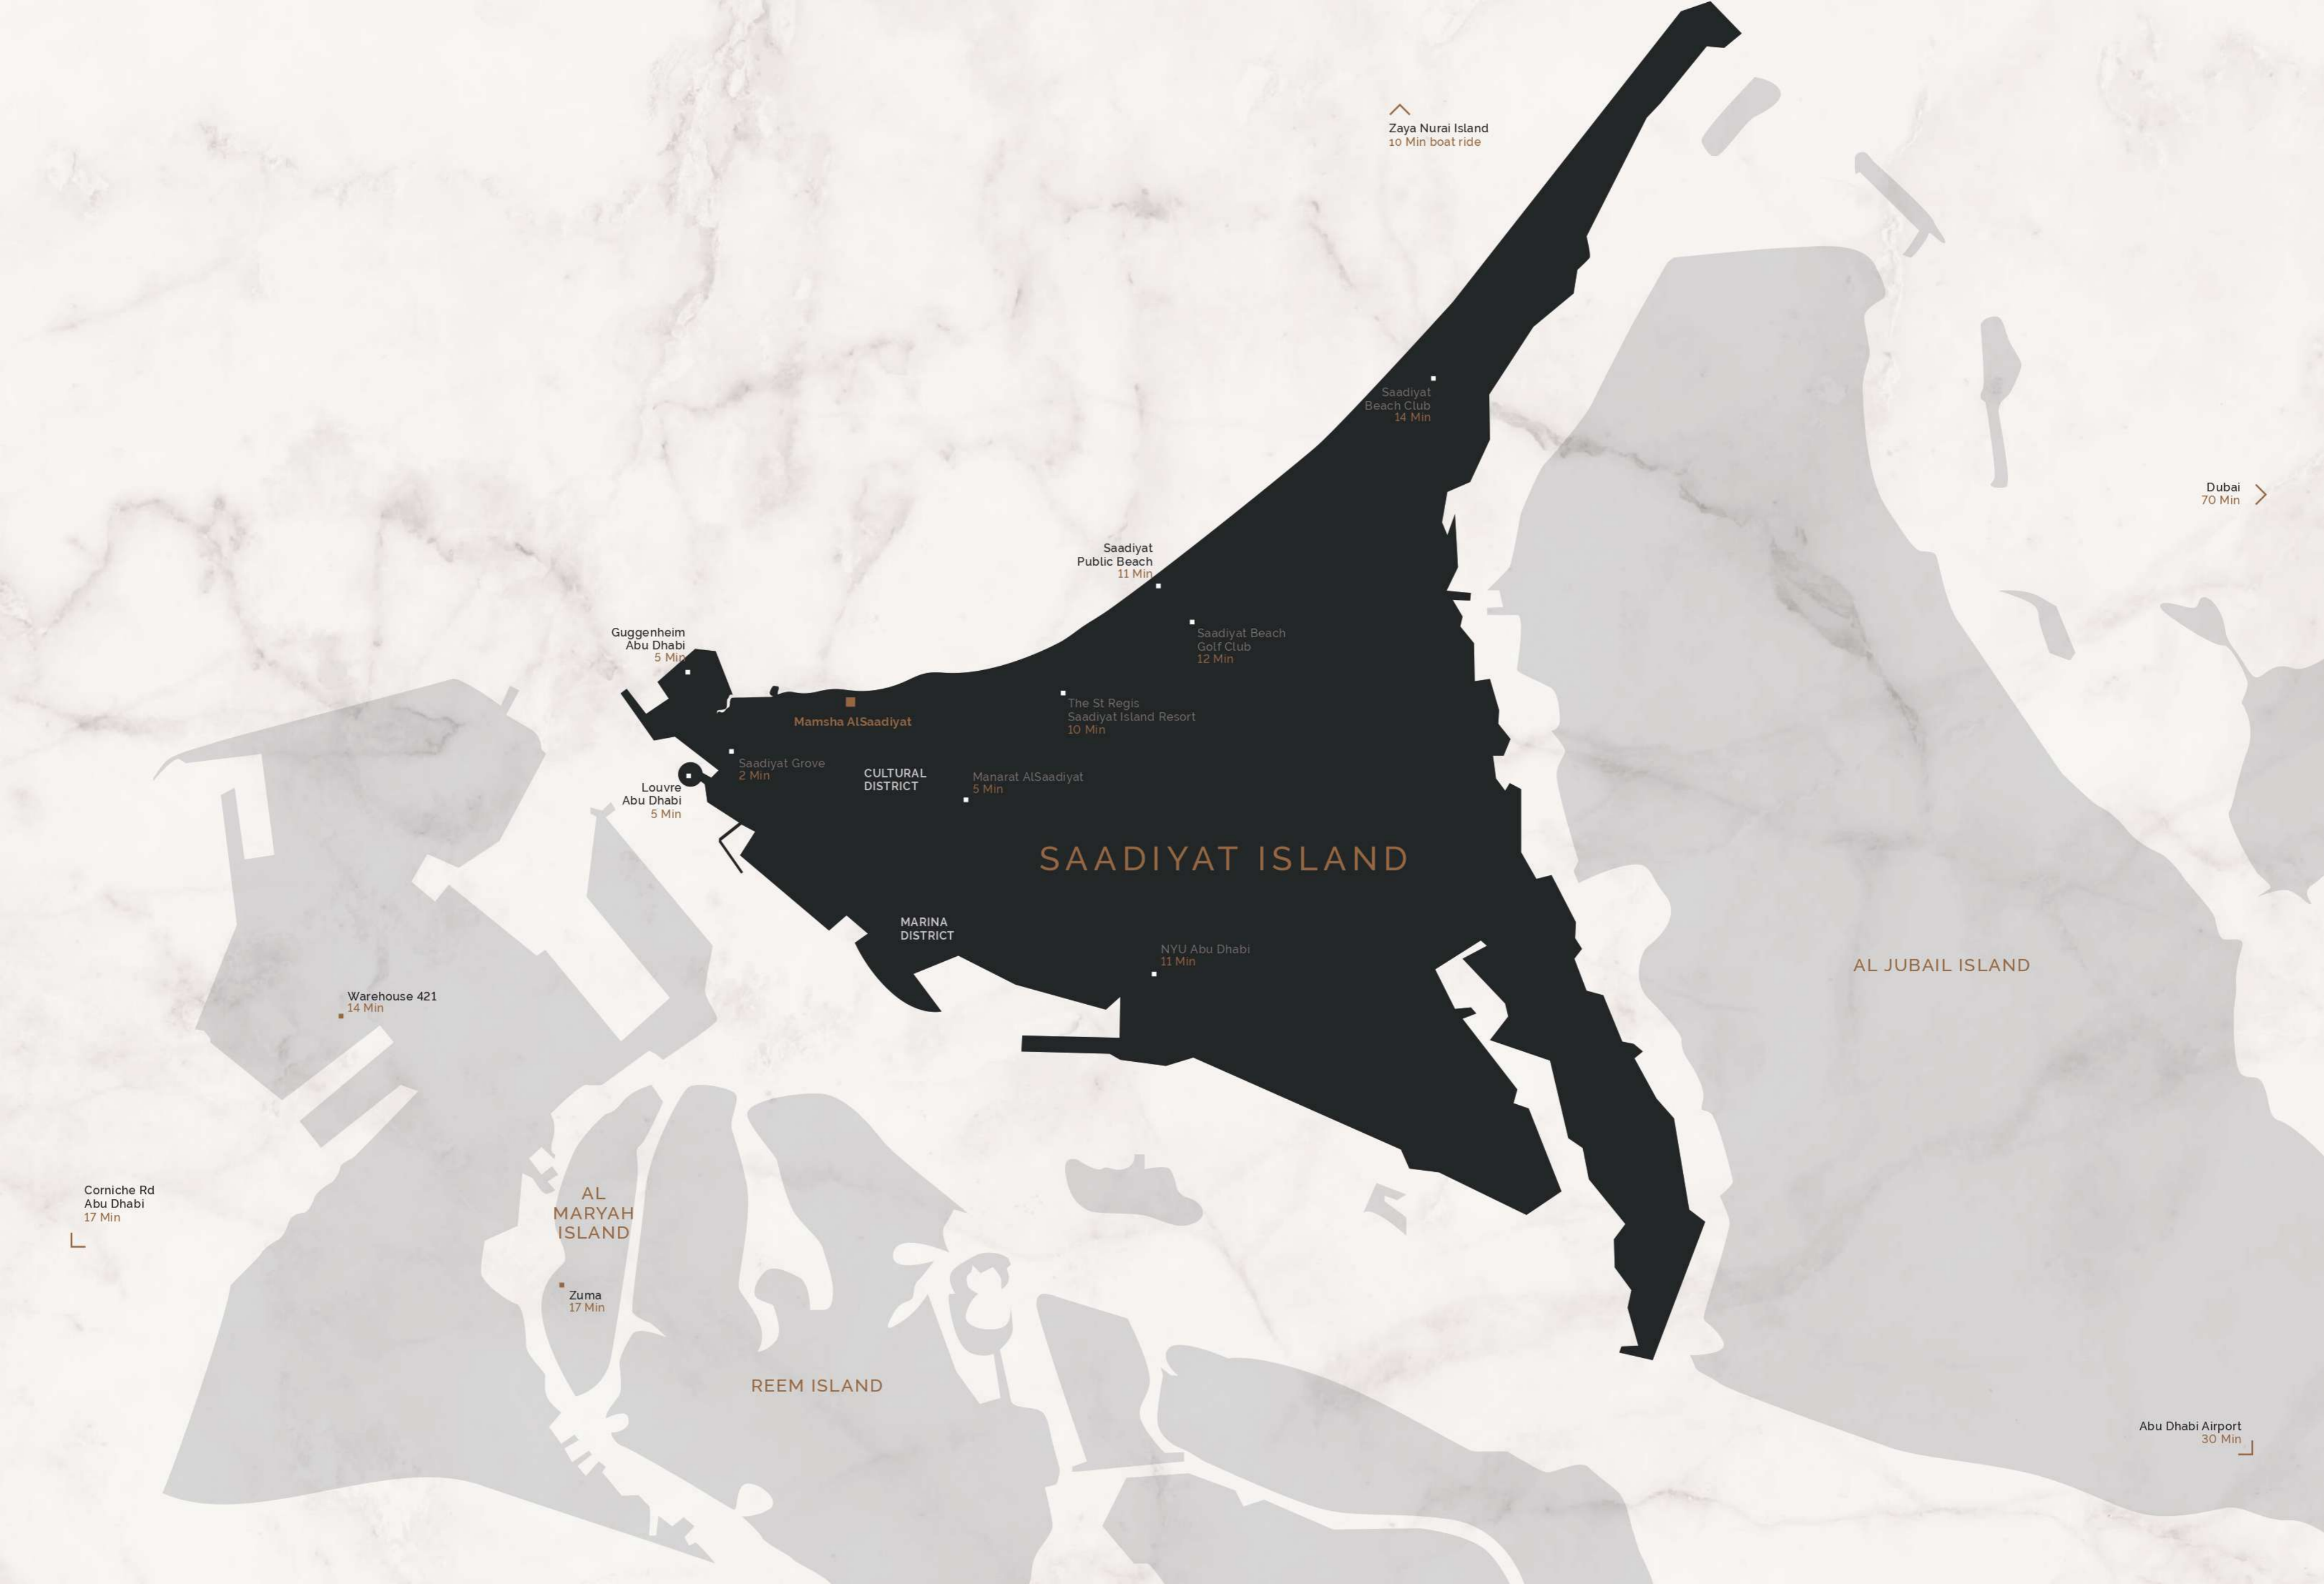 Zaya Nurai Island
10 Min boat ride
Saadiyat
Beach Club
14 Min
Dubai
70 Min
Saadiyat
Public Beach
11 Min
Guggenheim
Abu Dhabi
5 Min
Saadiyat Beach
Golf Club
12 Min
Mamsha AlSaadiyat
The St Regis
Saadiyat Island Resort
10 Min
Saadiyat Grove
2 Min
CULTURAL
DISTRICT
Manarat AlSaadiyat
5 Min
Louvre
Abu Dhabi
5 Min
SAADIYAT ISLAND
MARINA
DISTRICT
NYU Abu Dhabi
11 Min
AL JUBAIL ISLAND
Warehouse 421
14 Min
Corniche Rd
Abu Dhabi
17 Min
AL
MARYAH
ISLAND
Zuma
17 Min
REEM ISLAND
Abu Dhabi Airport
30 Min